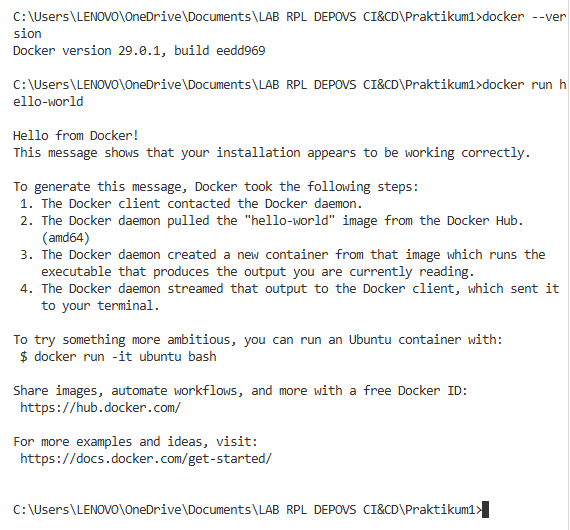 C:\Users\LENOVO\OneDrive\Documents\LAB RPL DEPOVS CI&CD\Praktikum1>docker --ver
sion
Docker version 29.0.1, build eedd969
C:\Users\LENOVO\OneDrive\Documents\LAB RPL DEPOVS CI&CD\Praktikum1>docker run h
ello-world
Hello from Docker!
This message shows that your installation appears to be working correctly.
To generate this message, Docker took the following steps:
1. The Docker client contacted the Docker daemon.
2. The Docker daemon pulled the "hello-world" image from the Docker Hub.
(amd64)
3. The Docker daemon created a new container from that image which runs the
executable that produces the output you are currently reading.
4. The Docker daemon streamed that output to the Docker client, which sent it
to your terminal.
To try something more ambitious, you can run an Ubuntu container with:
$ docker run -it ubuntu bash
Share images, automate workflows, and more with a free Docker ID:
https://hub.docker.com/
For more examples and ideas, visit:
https://docs.docker.com/get-started/
C:\Users\LENOVO\OneDrive\Documents\LAB RPL DEPOVS CI&CD\Praktikum1>